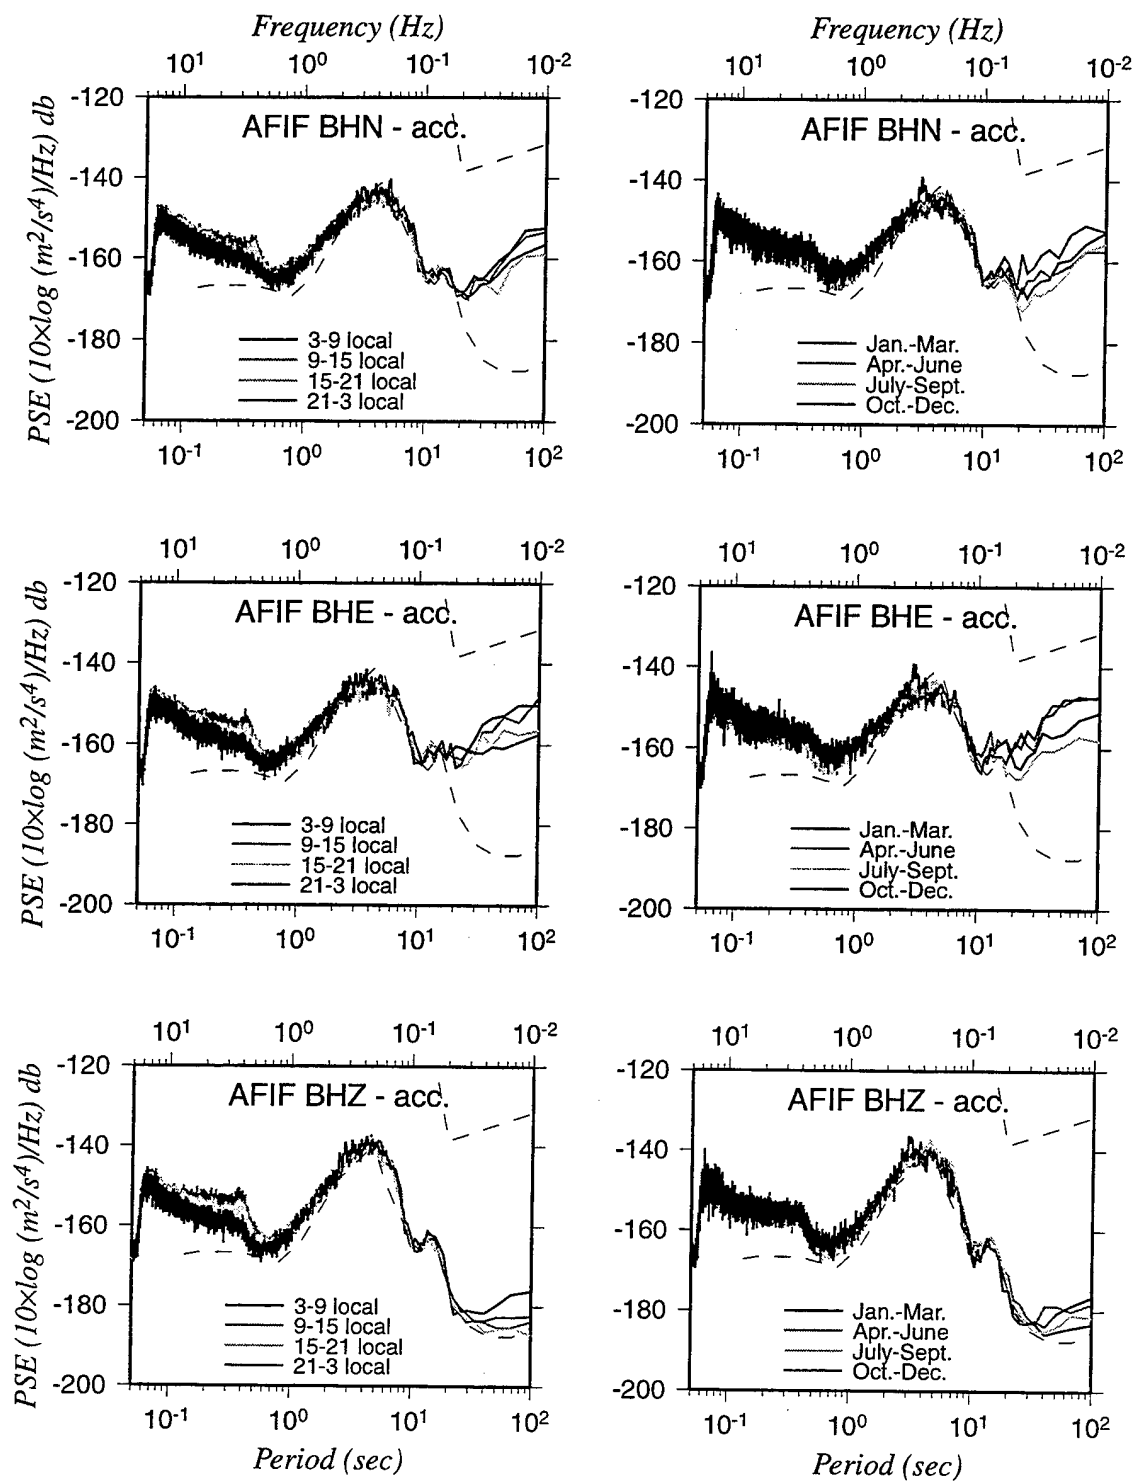 Frequency (Hz)
10¹ 10⁰ 10⁻¹ 10⁻²
PSE (10×log (m²/s⁴)/Hz) db
-120
-140
-160
-180
-200
AFIF BHN - acc.
3-9 local
9-15 local
15-21 local
21-3 local
10⁻¹ 10⁰ 10¹ 10²
Frequency (Hz)
10¹ 10⁰ 10⁻¹ 10⁻²
-120
-140
-160
-180
-200
AFIF BHN - acc.
Jan.-Mar.
Apr.-June
July-Sept.
Oct.-Dec.
10⁻¹ 10⁰ 10¹ 10²
10¹ 10⁰ 10⁻¹ 10⁻²
PSE (10×log (m²/s⁴)/Hz) db
-120
-140
-160
-180
-200
AFIF BHE - acc.
3-9 local
9-15 local
15-21 local
21-3 local
10⁻¹ 10⁰ 10¹ 10²
10¹ 10⁰ 10⁻¹ 10⁻²
-120
-140
-160
-180
-200
AFIF BHE - acc.
Jan.-Mar.
Apr.-June
July-Sept.
Oct.-Dec.
10⁻¹ 10⁰ 10¹ 10²
10¹ 10⁰ 10⁻¹ 10⁻²
PSE (10×log (m²/s⁴)/Hz) db
-120
-140
-160
-180
-200
AFIF BHZ - acc.
3-9 local
9-15 local
15-21 local
21-3 local
10⁻¹ 10⁰ 10¹ 10²
Period (sec)
10¹ 10⁰ 10⁻¹ 10⁻²
-120
-140
-160
-180
-200
AFIF BHZ - acc.
Jan.-Mar.
Apr.-June
July-Sept.
Oct.-Dec.
10⁻¹ 10⁰ 10¹ 10²
Period (sec)